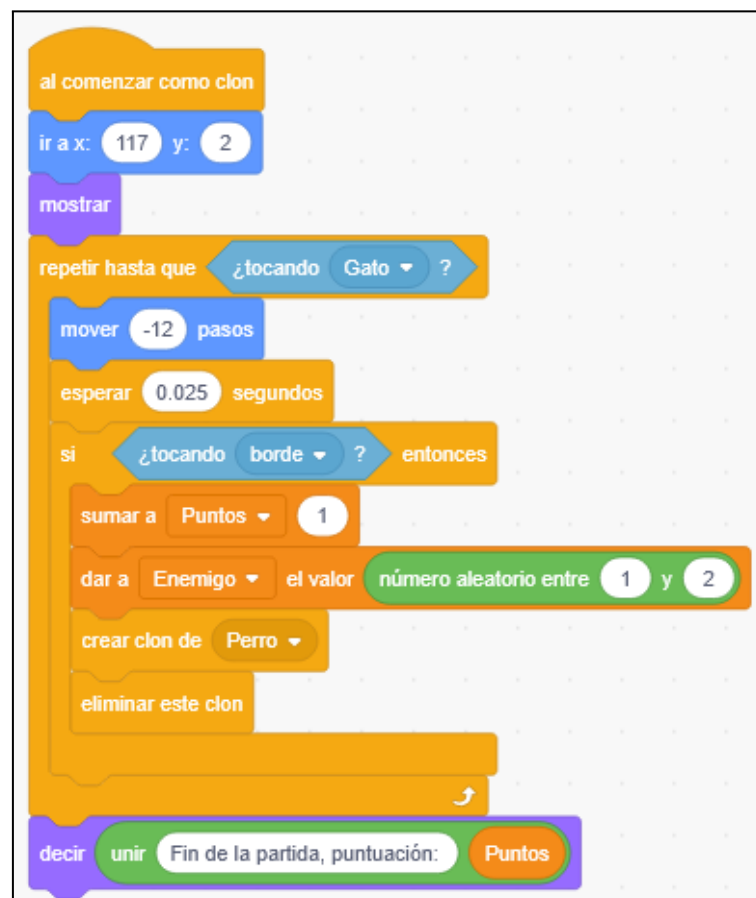 al comenzar como clon
ir a x: 117 y: 2
mostrar
repetir hasta que ¿tocando Gato ?
mover -12 pasos
esperar 0.025 segundos
si ¿tocando borde ? entonces
sumar a Puntos 1
dar a Enemigo el valor número aleatorio entre 1 y 2
crear clon de Perro
eliminar este clon
decir unir Fin de la partida, puntuación: Puntos